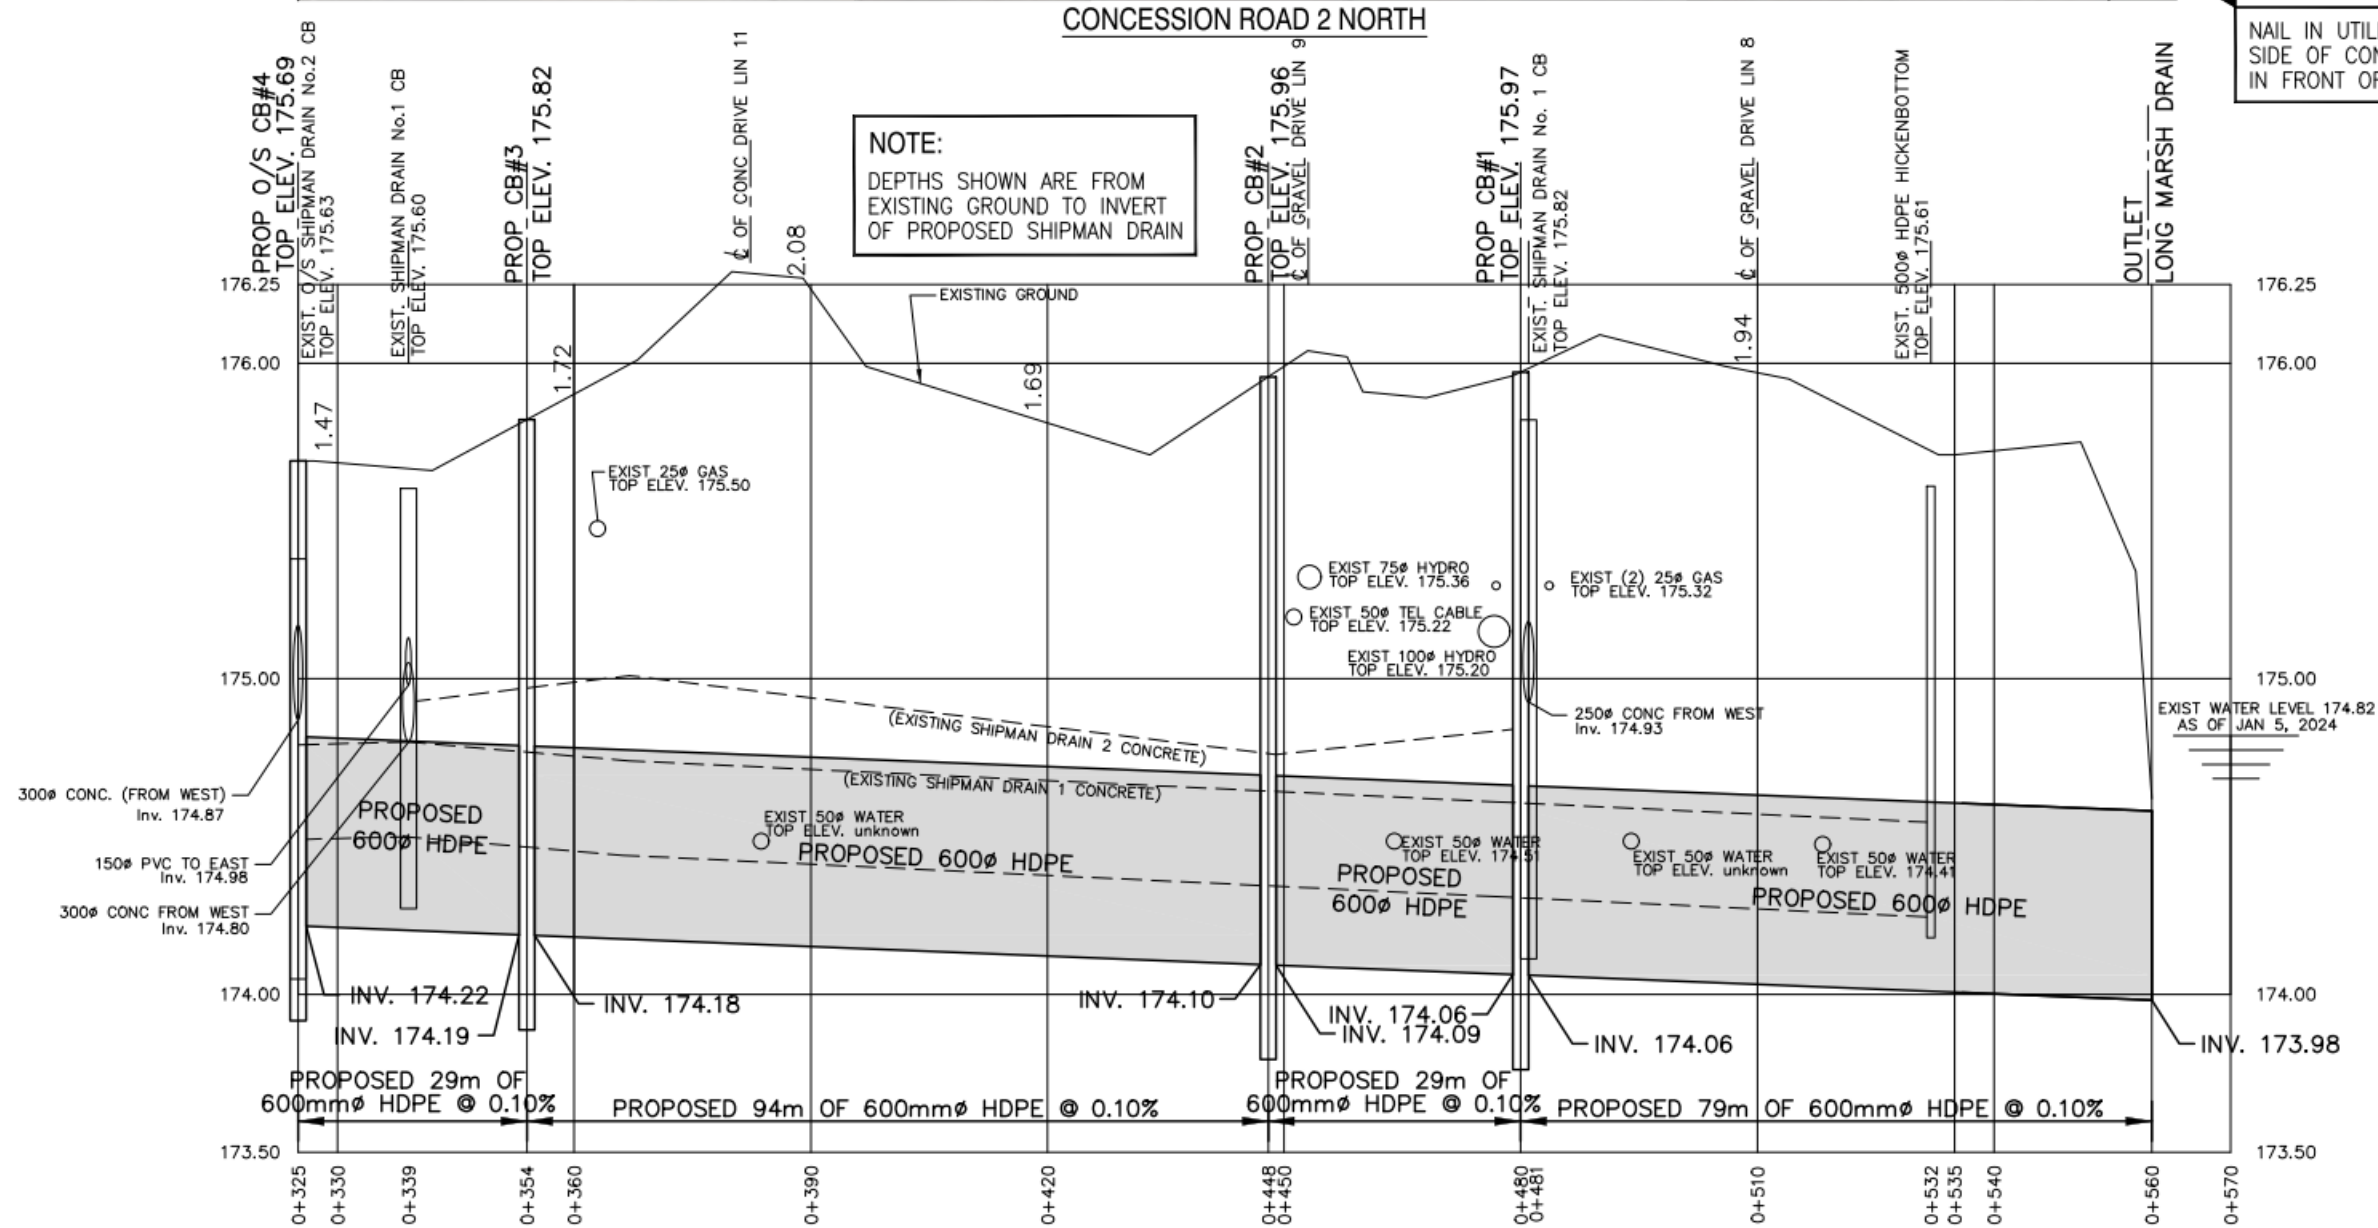 CONCESSION ROAD 2 NORTH
NAIL IN UTIL
SIDE OF CON
IN FRONT OF
PROP O/S CB#4
TOP ELEV. 175.69
EXIST. O/S SHIPMAN DRAIN No.2 CB
TOP ELEV. 175.63
EXIST. SHIPMAN DRAIN No.1 CB
TOP ELEV. 175.60
PROP CB#3
TOP ELEV. 175.82
℄ OF CONC DRIVE LIN 11
NOTE:
DEPTHS SHOWN ARE FROM
EXISTING GROUND TO INVERT
OF PROPOSED SHIPMAN DRAIN
PROP CB#2
TOP ELEV. 175.96
℄ OF GRAVEL DRIVE LIN 9
PROP CB#1
TOP ELEV. 175.97
EXIST. SHIPMAN DRAIN No. 1 CB
TOP ELEV. 175.82
℄ OF GRAVEL DRIVE LIN 8
EXIST. 500ø HDPE HICKENBOTTOM
TOP ELEV. 175.61
OUTLET
LONG MARSH DRAIN
176.25
176.25
176.00
176.00
1.47
1.72
2.08
1.69
1.94
EXISTING GROUND
EXIST 25ø GAS
TOP ELEV. 175.50
EXIST 75ø HYDRO
TOP ELEV. 175.36
EXIST (2) 25ø GAS
TOP ELEV. 175.32
EXIST 50ø TEL CABLE
TOP ELEV. 175.22
EXIST 100ø HYDRO
TOP ELEV. 175.20
175.00
175.00
250ø CONC FROM WEST
Inv. 174.93
EXIST WATER LEVEL 174.82
AS OF JAN 5, 2024
(EXISTING SHIPMAN DRAIN 2 CONCRETE)
(EXISTING SHIPMAN DRAIN 1 CONCRETE)
300ø CONC. (FROM WEST)
Inv. 174.87
150ø PVC TO EAST
Inv. 174.98
300ø CONC FROM WEST
Inv. 174.80
PROPOSED
600ø HDPE
EXIST 50ø WATER
TOP ELEV. unknown
PROPOSED 600ø HDPE
EXIST 50ø WATER
TOP ELEV. 174.51
PROPOSED
600ø HDPE
EXIST 50ø WATER
TOP ELEV. unknown
EXIST 50ø WATER
TOP ELEV. 174.41
PROPOSED 600ø HDPE
174.00
174.00
INV. 174.22
INV. 174.19
INV. 174.18
INV. 174.10
INV. 174.06
INV. 174.09
INV. 174.06
INV. 173.98
PROPOSED 29m OF
600mmø HDPE @ 0.10%
PROPOSED 94m OF 600mmø HDPE @ 0.10%
PROPOSED 29m OF
600mmø HDPE @ 0.10%
PROPOSED 79m OF 600mmø HDPE @ 0.10%
173.50
173.50
0+325
0+330
0+339
0+354
0+360
0+390
0+420
0+448
0+450
0+480
0+481
0+510
0+532
0+535
0+540
0+560
0+570